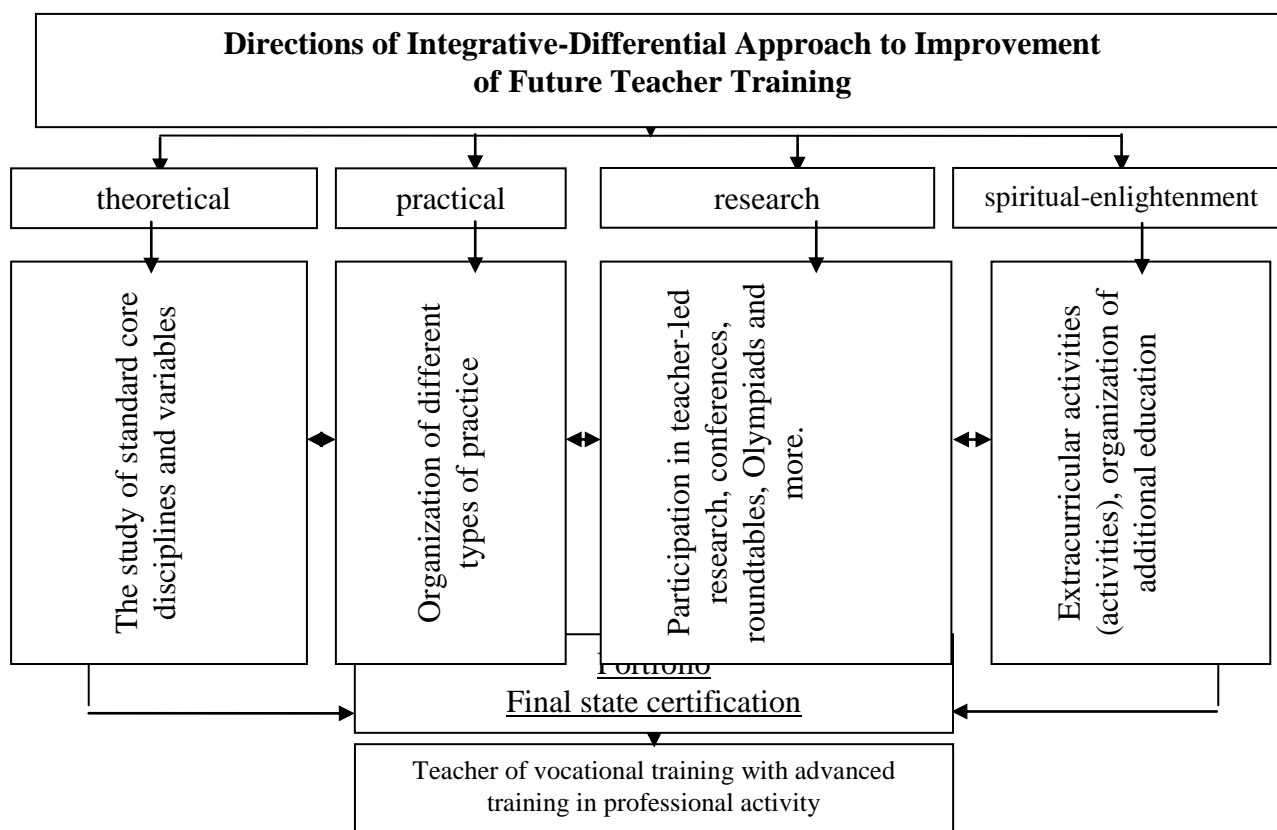 Directions of Integrative-Differential Approach to Improvement
of Future Teacher Training
theoretical
practical
research
spiritual-enlightenment
The study of standard core
disciplines and variables
Organization of different
types of practice
Participation in teacher-led
research, conferences,
roundtables, Olympiads and
more.
Extracurricular activities
(activities), organization of
additional education
Portfolio
Final state certification
Teacher of vocational training with advanced
training in professional activity